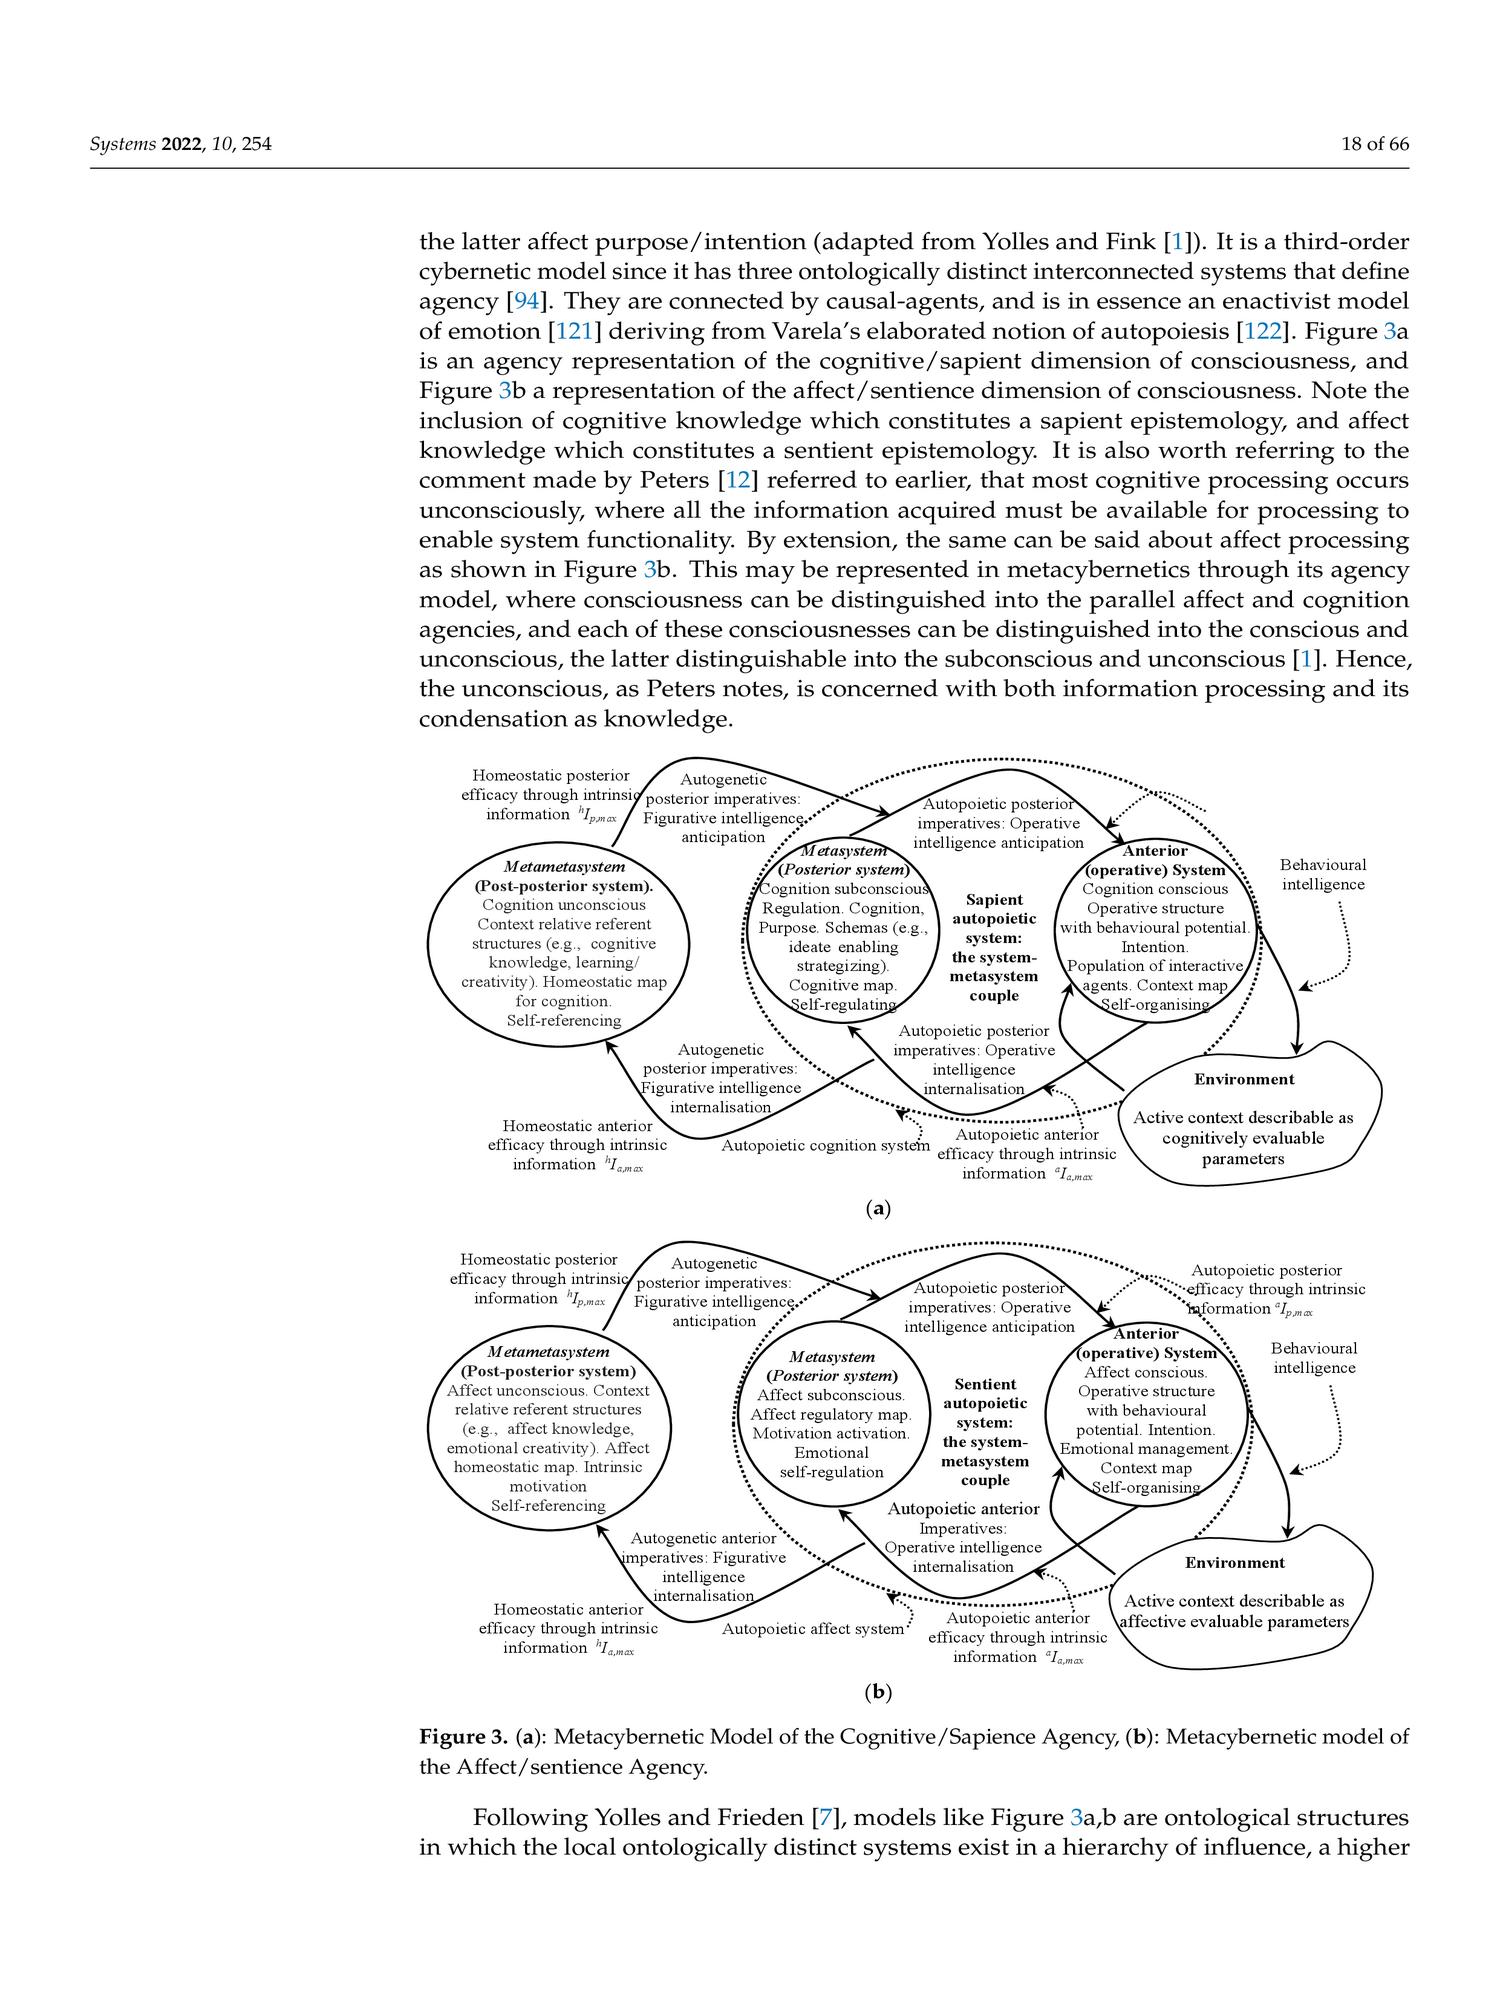 Systems 2022, 10, 254
18 of 66
the latter affect purpose/intention (adapted from Yolles and Fink [1]). It is a third-order
cybernetic model since it has three ontologically distinct interconnected systems that define
agency [94]. They are connected by causal-agents, and is in essence an enactivist model
of emotion [121] deriving from Varela's elaborated notion of autopoiesis [122]. Figure 3a
is an agency representation of the cognitive/sapient dimension of consciousness, and
Figure 3b a representation of the affect/sentience dimension of consciousness. Note the
inclusion of cognitive knowledge which constitutes a sapient epistemology, and affect
knowledge which constitutes a sentient epistemology. It is also worth referring to the
comment made by Peters [12] referred to earlier, that most cognitive processing occurs
unconsciously, where all the information acquired must be available for processing to
enable system functionality. By extension, the same can be said about affect processing
as shown in Figure 3b. This may be represented in metacybernetics through its agency
model, where consciousness can be distinguished into the parallel affect and cognition
agencies, and each of these consciousnesses can be distinguished into the conscious and
unconscious, the latter distinguishable into the subconscious and unconscious [1]. Hence,
the unconscious, as Peters notes, is concerned with both information processing and its
condensation as knowledge.
Homeostatic posterior
efficacy through intrinsic
information hIp,max
Autogenetic
posterior imperatives:
Figurative intelligence
anticipation
Autopoietic posterior
imperatives: Operative
intelligence anticipation
Metametasystem
(Post-posterior system).
Cognition unconscious
Context relative referent
structures (e.g., cognitive
knowledge, learning/
creativity). Homeostatic map
for cognition.
Self-referencing
Metasystem
(Posterior system)
Cognition subconscious
Regulation. Cognition,
Purpose. Schemas (e.g.,
ideate enabling
strategizing).
Cognitive map.
Self-regulating
Sapient
autopoietic
system:
the system-
metasystem
couple
Anterior
(operative) System
Cognition conscious
Operative structure
with behavioural potential.
Intention.
Population of interactive
agents. Context map
Self-organising
Behavioural
intelligence
Autogenetic
posterior imperatives:
Figurative intelligence
internalisation
Autopoietic posterior
imperatives: Operative
intelligence
internalisation
Environment
Active context describable as
cognitively evaluable
parameters
Homeostatic anterior
efficacy through intrinsic
information hIa,max
Autopoietic cognition system
Autopoietic anterior
efficacy through intrinsic
information aIa,max
(a)
Homeostatic posterior
efficacy through intrinsic
information hIp,max
Autogenetic
posterior imperatives:
Figurative intelligence
anticipation
Autopoietic posterior
imperatives: Operative
intelligence anticipation
Autopoietic posterior
efficacy through intrinsic
information aIp,max
Metametasystem
(Post-posterior system)
Affect unconscious. Context
relative referent structures
(e.g., affect knowledge,
emotional creativity). Affect
homeostatic map. Intrinsic
motivation
Self-referencing
Metasystem
(Posterior system)
Affect subconscious.
Affect regulatory map.
Motivation activation.
Emotional
self-regulation
Sentient
autopoietic
system:
the system-
metasystem
couple
Anterior
(operative) System
Affect conscious.
Operative structure
with behavioural
potential. Intention.
Emotional management.
Context map
Self-organising
Behavioural
intelligence
Autogenetic anterior
imperatives: Figurative
intelligence
internalisation
Autopoietic anterior
Imperatives:
Operative intelligence
internalisation
Environment
Active context describable as
affective evaluable parameters
Homeostatic anterior
efficacy through intrinsic
information hIa,max
Autopoietic affect system
Autopoietic anterior
efficacy through intrinsic
information aIa,max
(b)
Figure 3. (a): Metacybernetic Model of the Cognitive/Sapience Agency, (b): Metacybernetic model of
the Affect/sentience Agency.
Following Yolles and Frieden [7], models like Figure 3a,b are ontological structures
in which the local ontologically distinct systems exist in a hierarchy of influence, a higher